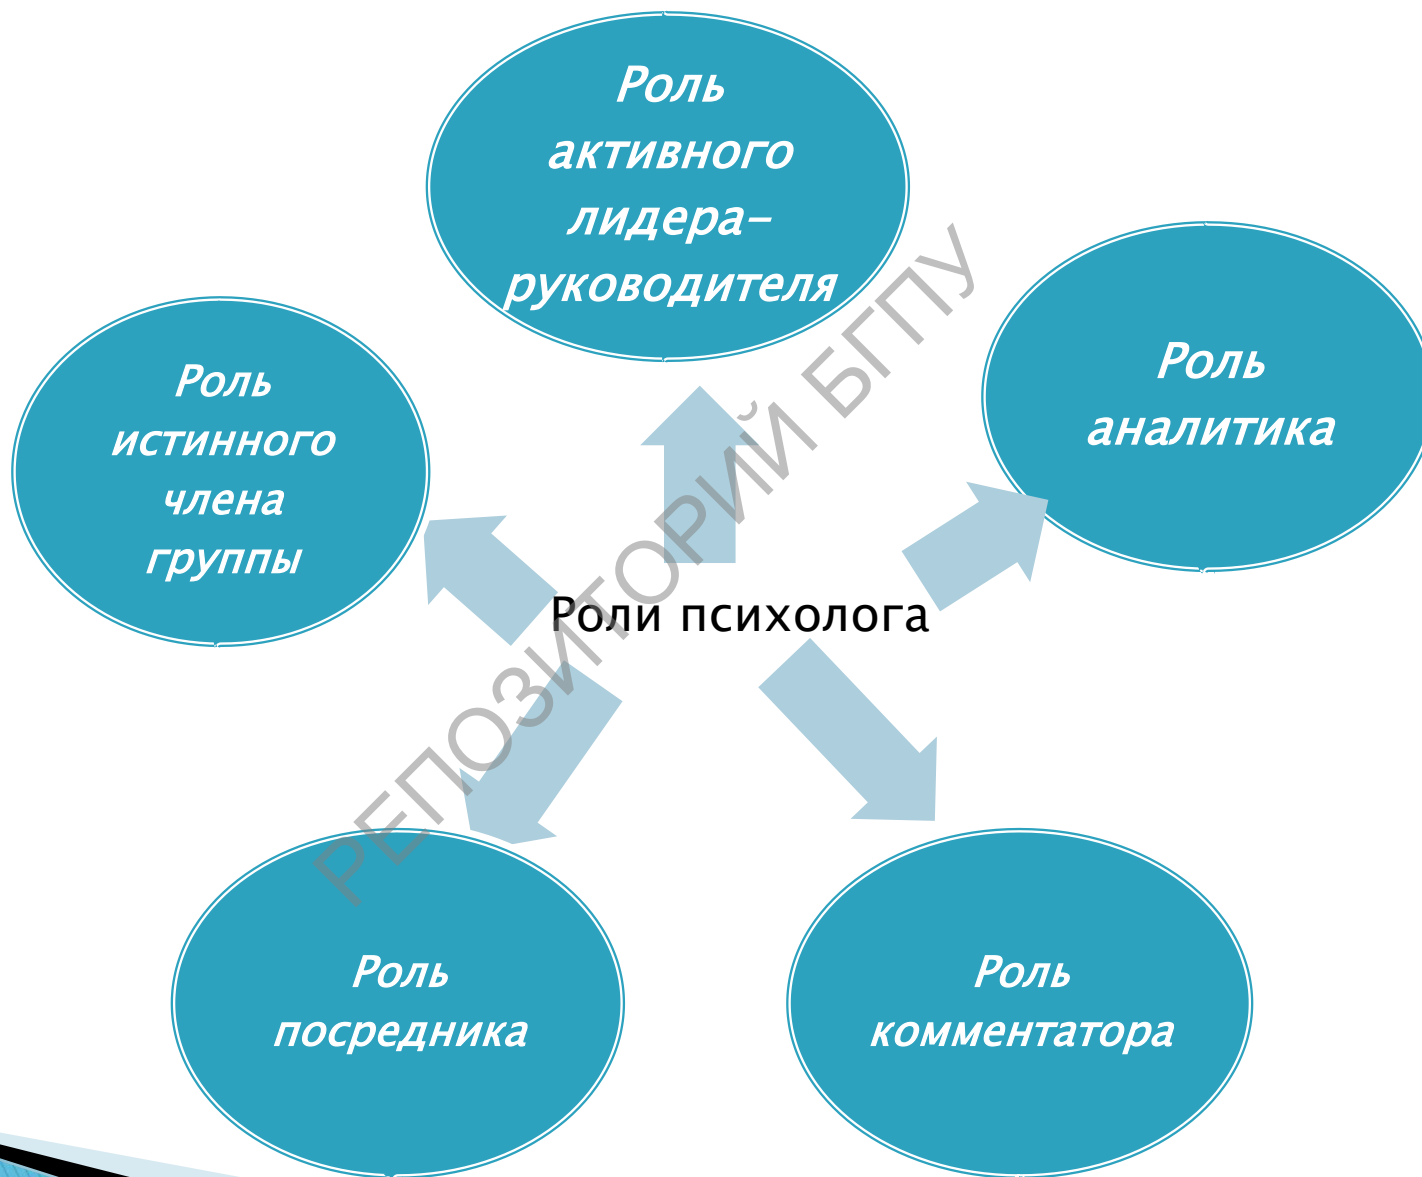 Роль
активного
лидера-
руководителя
Роль
аналитика
Роль
истинного
члена
группы
Роли психолога
Роль
посредника
Роль
комментатора
РЕПОЗИТОРИЙ БГПУ